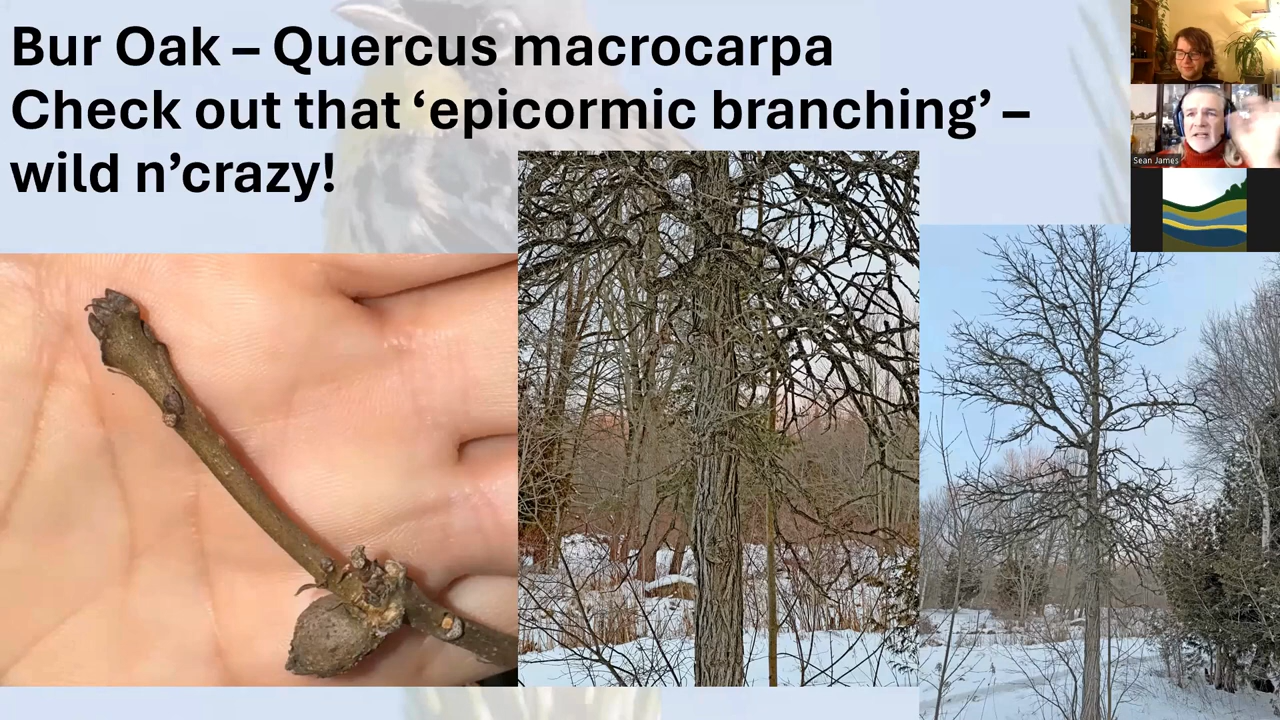 Bur Oak – Quercus macrocarpa
Check out that ‘epicormic branching’ –
wild n’crazy!
Sean James